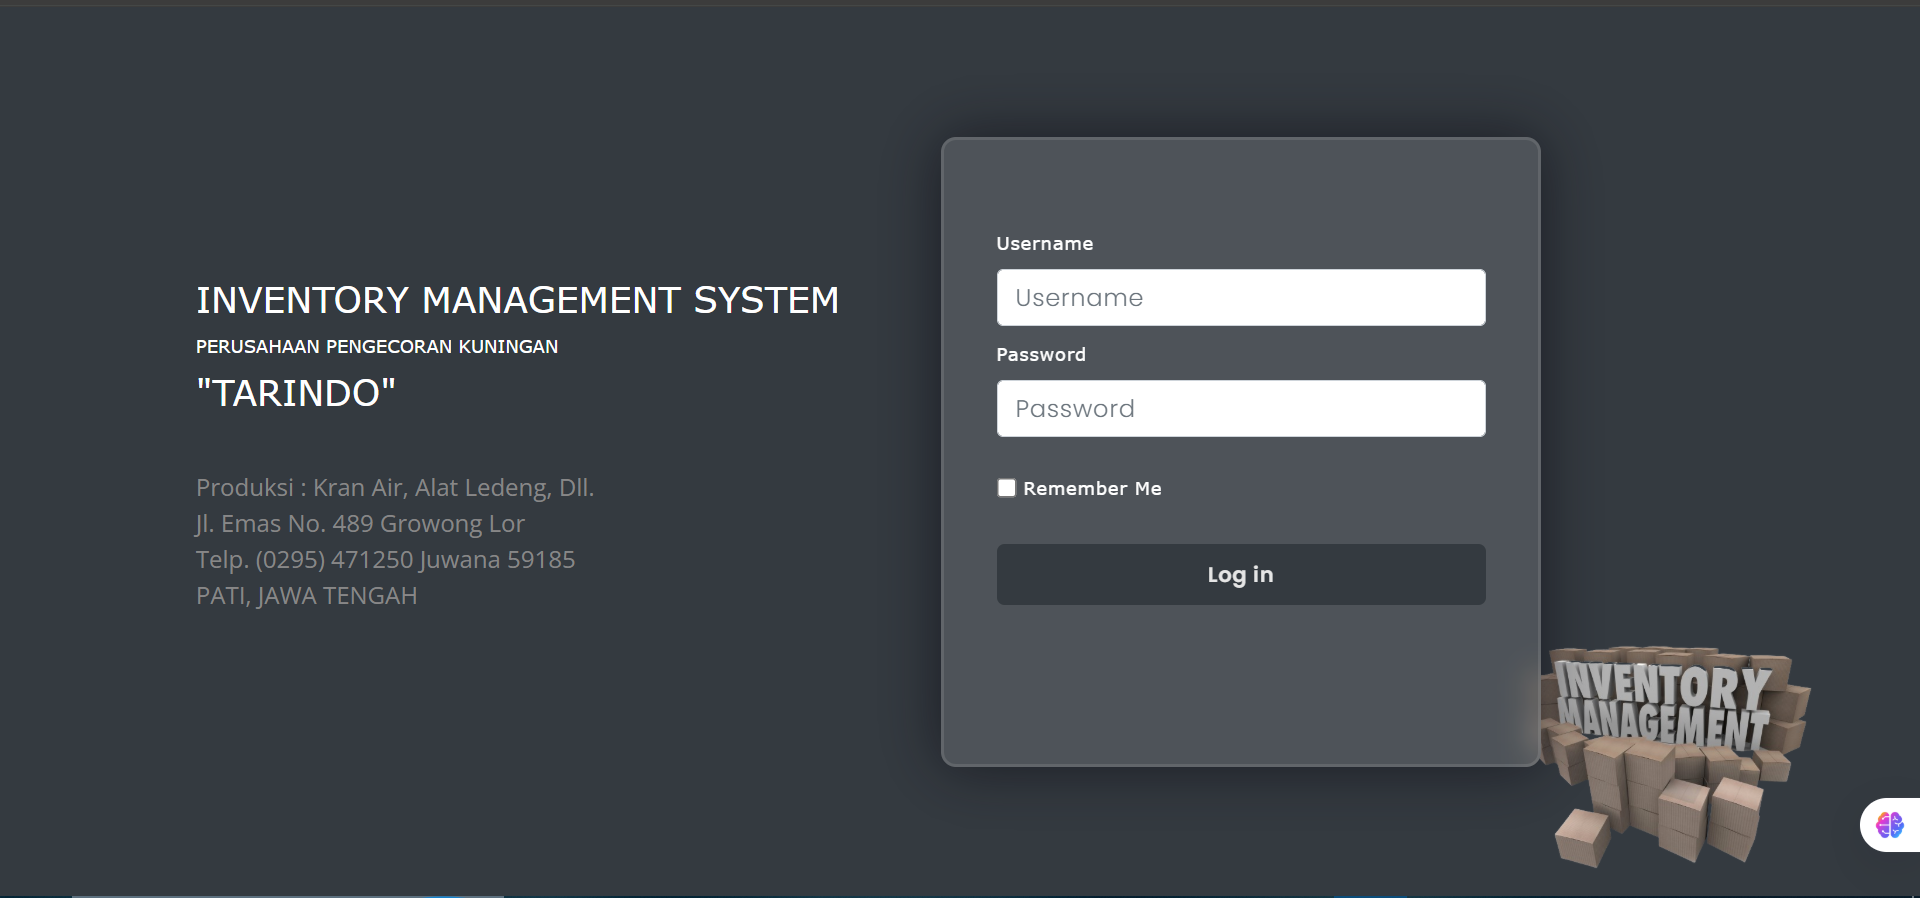 INVENTORY MANAGEMENT SYSTEM
PERUSAHAAN PENGECORAN KUNINGAN
"TARINDO"
Produksi : Kran Air, Alat Ledeng, Dll.
Jl. Emas No. 489 Growong Lor
Telp. (0295) 471250 Juwana 59185
PATI, JAWA TENGAH
Username
Username
Password
Password
Remember Me
Log in
INVENTORY
MANAGEMENT